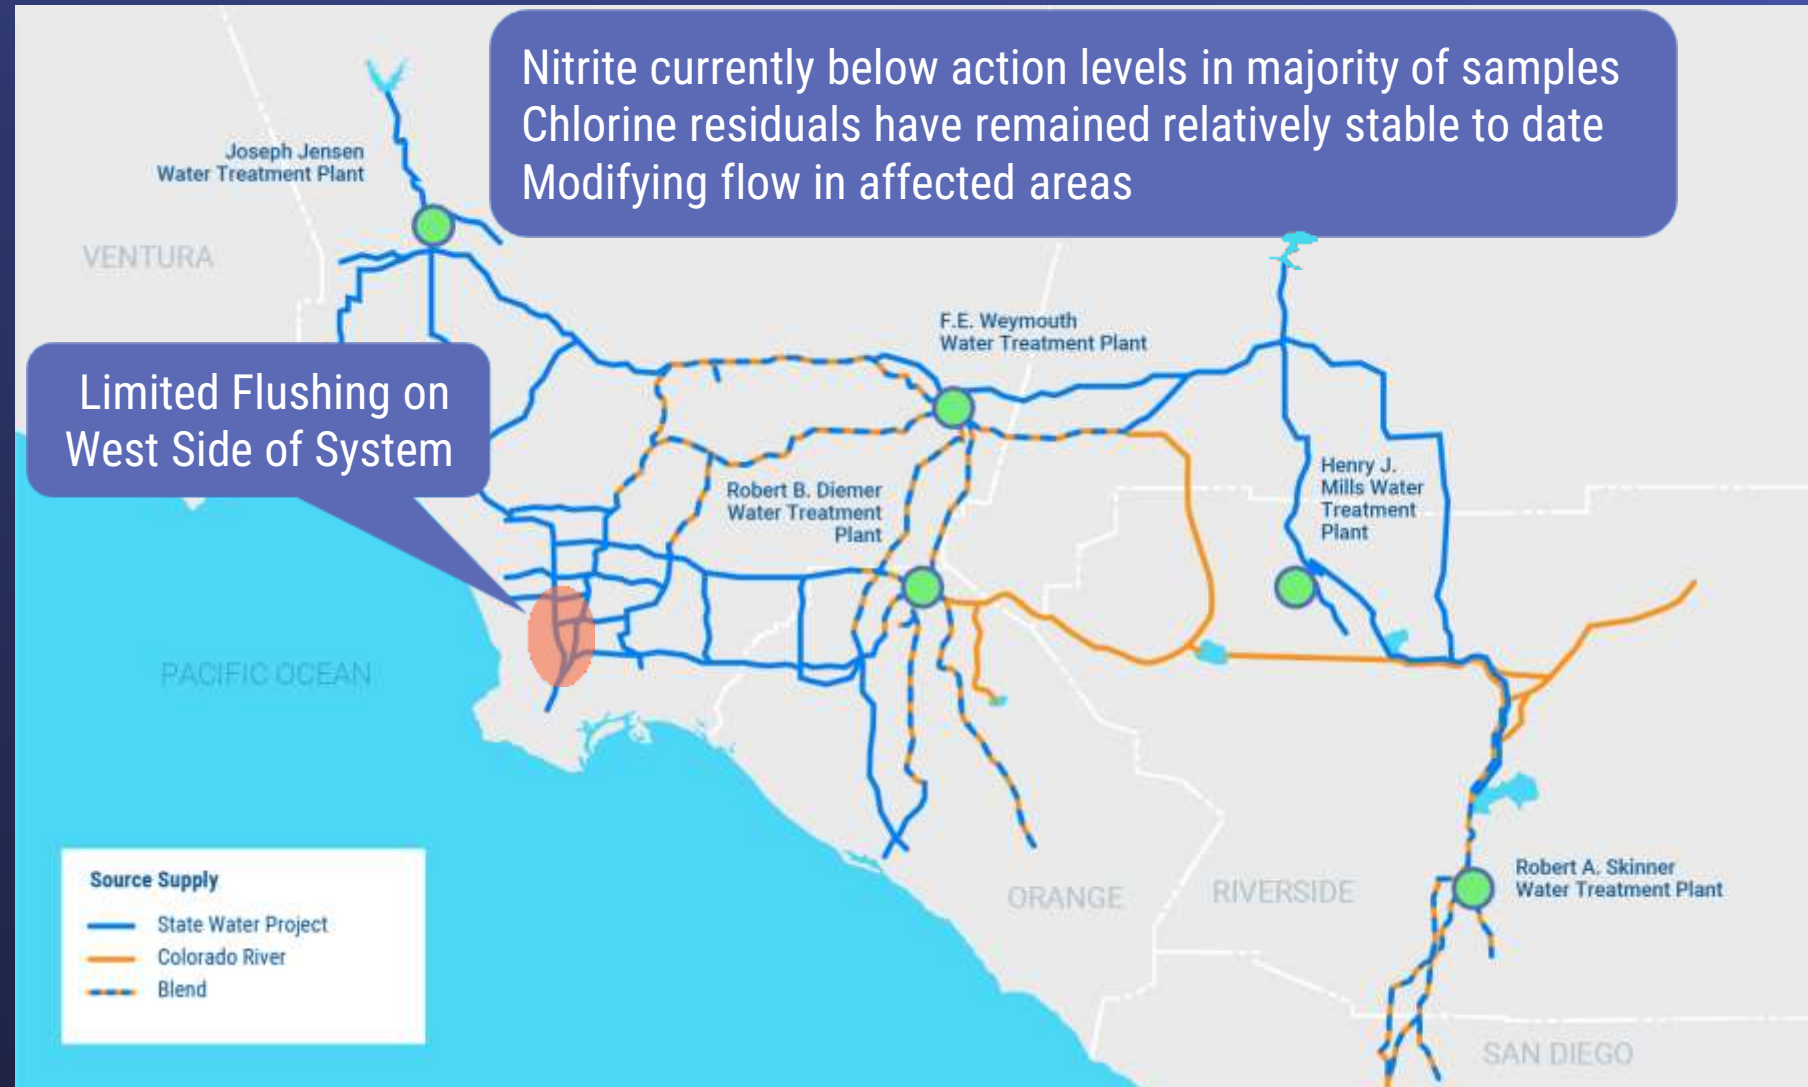 Nitrite currently below action levels in majority of samples
Chlorine residuals have remained relatively stable to date
Modifying flow in affected areas
Joseph Jensen
Water Treatment Plant
VENTURA
F.E. Weymouth
Water Treatment Plant
Limited Flushing on
West Side of System
Henry J.
Mills Water
Treatment
Plant
Robert B. Diemer
Water Treatment
Plant
PACIFIC OCEAN
Source Supply
State Water Project
Colorado River
Blend
ORANGE
RIVERSIDE
Robert A. Skinner
Water Treatment Plant
SAN DIEGO